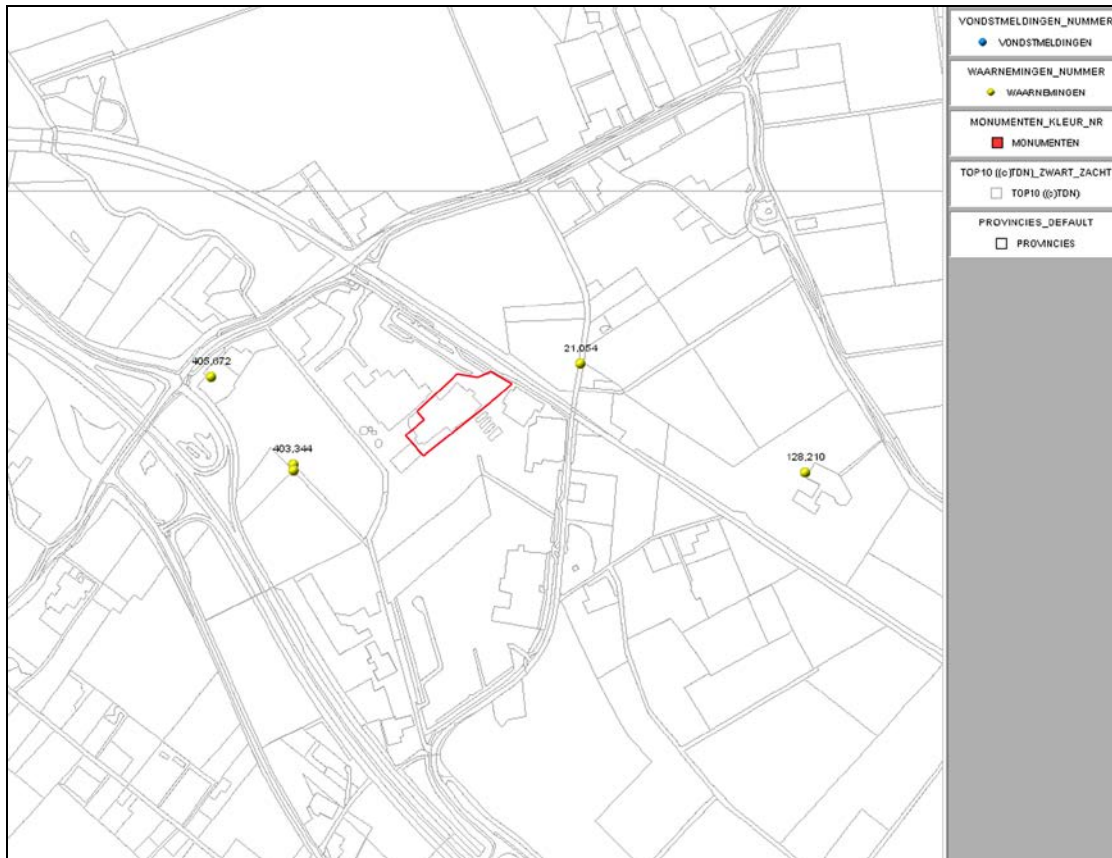 VONDSTMELDINGEN_NUMMER
VONDSTMELDINGEN
WAARNEMINGEN_NUMMER
WAARNEMINGEN
MONUMENTEN_KLEUR_NR
MONUMENTEN
TOP10 ((c)TDN)_ZWART_ZACHT
TOP10 ((c)TDN)
PROVINCIES_DEFAULT
PROVINCIES
21,054
405,672
403,344
128,210